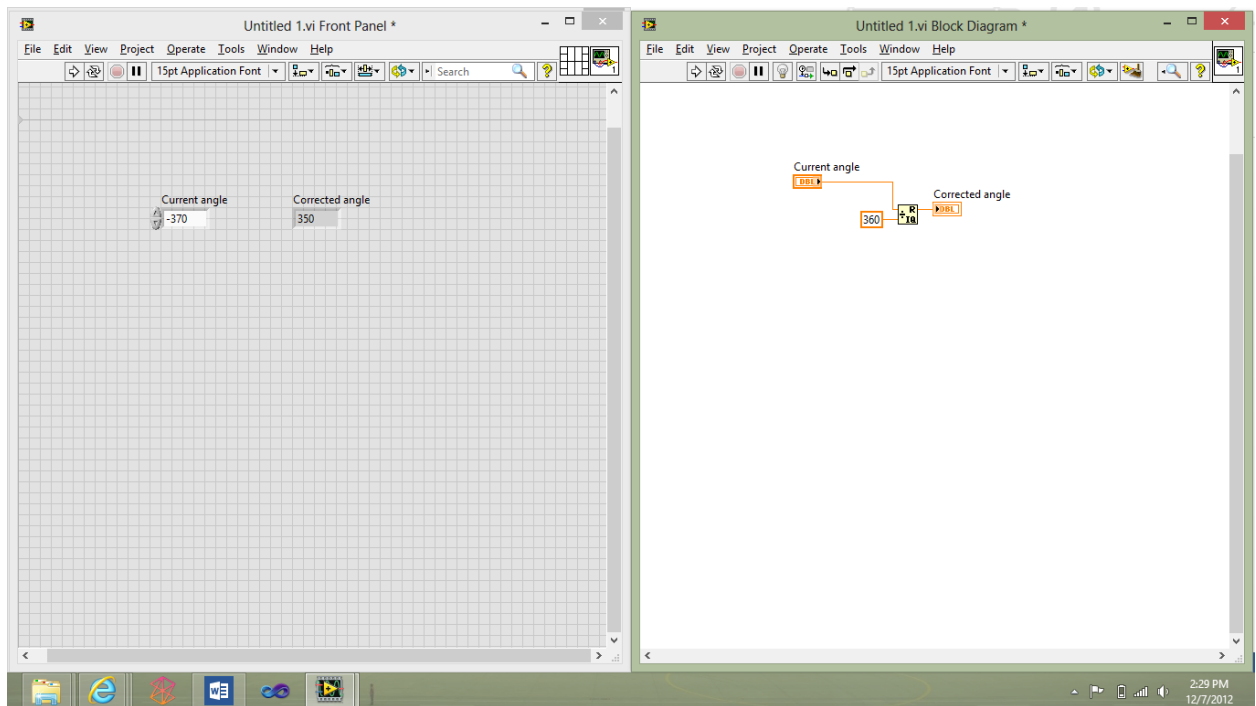 Untitled 1.vi Front Panel *
File Edit View Project Operate Tools Window Help
15pt Application Font
Search
1
Current angle
-370
Corrected angle
350
Untitled 1.vi Block Diagram *
File Edit View Project Operate Tools Window Help
15pt Application Font
1
Current angle
DBL
360
R
IQ
Corrected angle
DBL
2:29 PM
12/7/2012